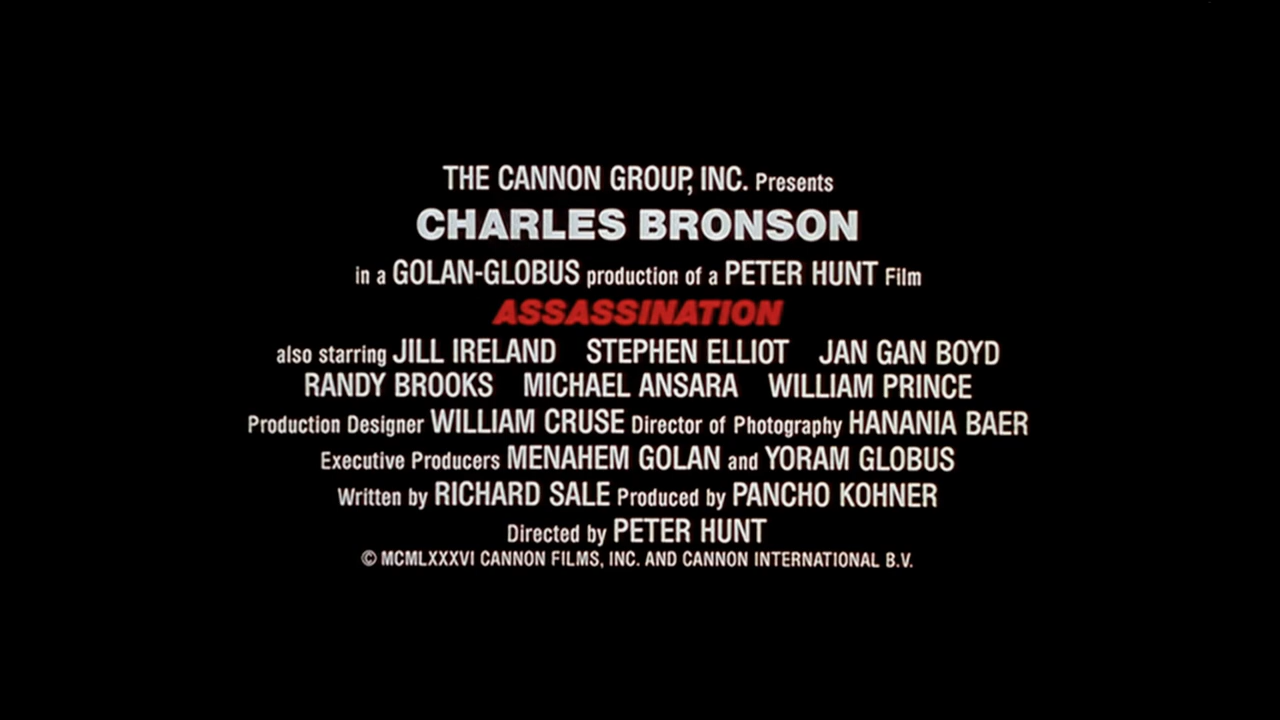 THE CANNON GROUP, INC. Presents
CHARLES BRONSON
in a GOLAN-GLOBUS production of a PETER HUNT Film
ASSASSINATION
also starring JILL IRELAND STEPHEN ELLIOT JAN GAN BOYD
RANDY BROOKS MICHAEL ANSARA WILLIAM PRINCE
Production Designer WILLIAM CRUSE Director of Photography HANANIA BAER
Executive Producers MENAHEM GOLAN and YORAM GLOBUS
Written by RICHARD SALE Produced by PANCHO KOHNER
Directed by PETER HUNT
© MCMLXXXVI CANNON FILMS, INC. AND CANNON INTERNATIONAL B.V.